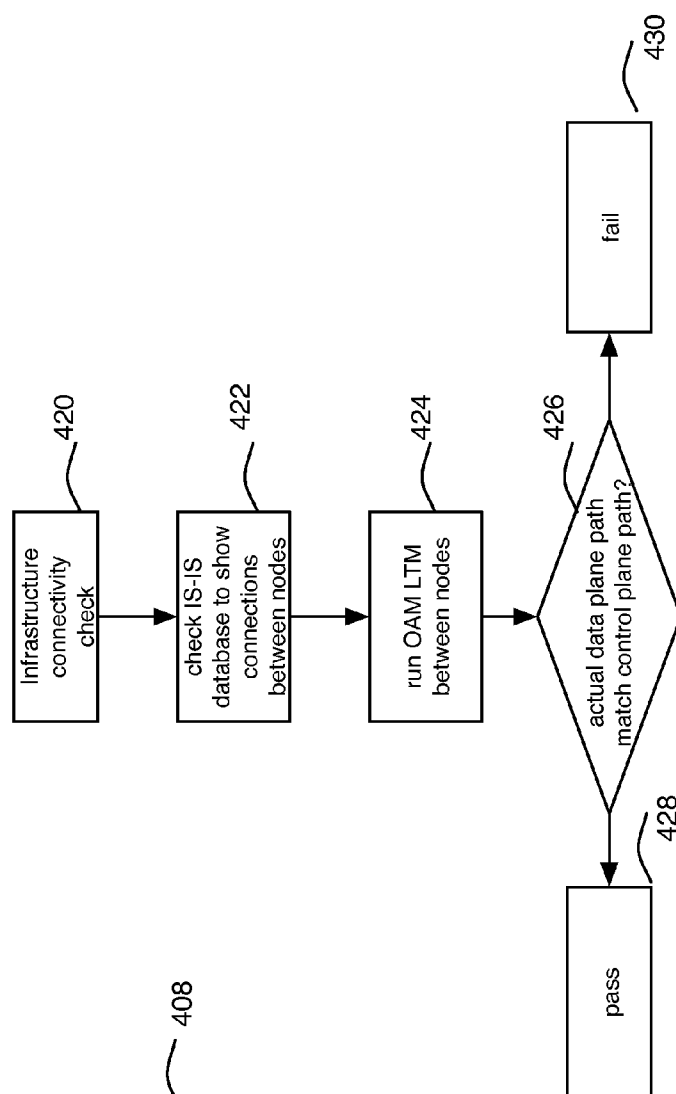 Infrastructure
connectivity
check
420
check IS-IS
database to show
connections
between nodes
422
run OAM LTM
between nodes
424
actual data plane path
match control plane path?
426
pass
428
fail
430
408